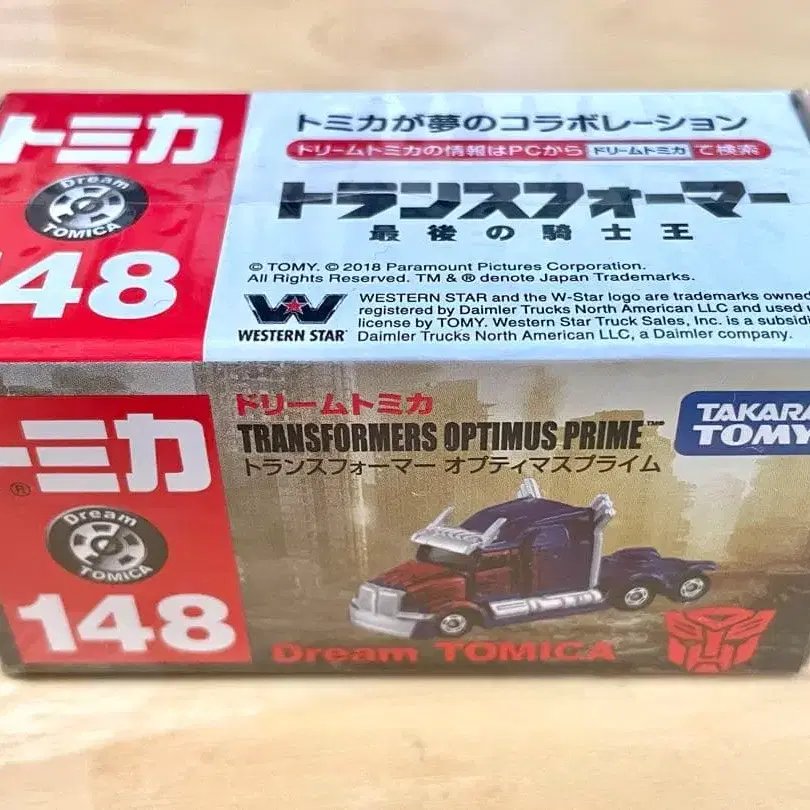 トミカ
Dream
TOMICA
148
トミカが夢のコラボレーション
ドリームトミカの情報はPCから ドリームトミカ で検索
トランスフォーマー
最後の騎士王
© TOMY. © 2018 Paramount Pictures Corporation.
All Rights Reserved. TM & ® denote Japan Trademarks.
WESTERN STAR
WESTERN STAR and the W-Star logo are trademarks owned
registered by Daimler Trucks North American LLC and used u
license by TOMY. Western Star Truck Sales, Inc. is a subsidi
Daimler Trucks North American LLC, a Daimler company.
トミカ
®
Dream
TOMICA
148
ドリームトミカ
TRANSFORMERS OPTIMUS PRIME™
トランスフォーマー オプティマスプライム
TAKARA
TOMY
Dream TOMICA